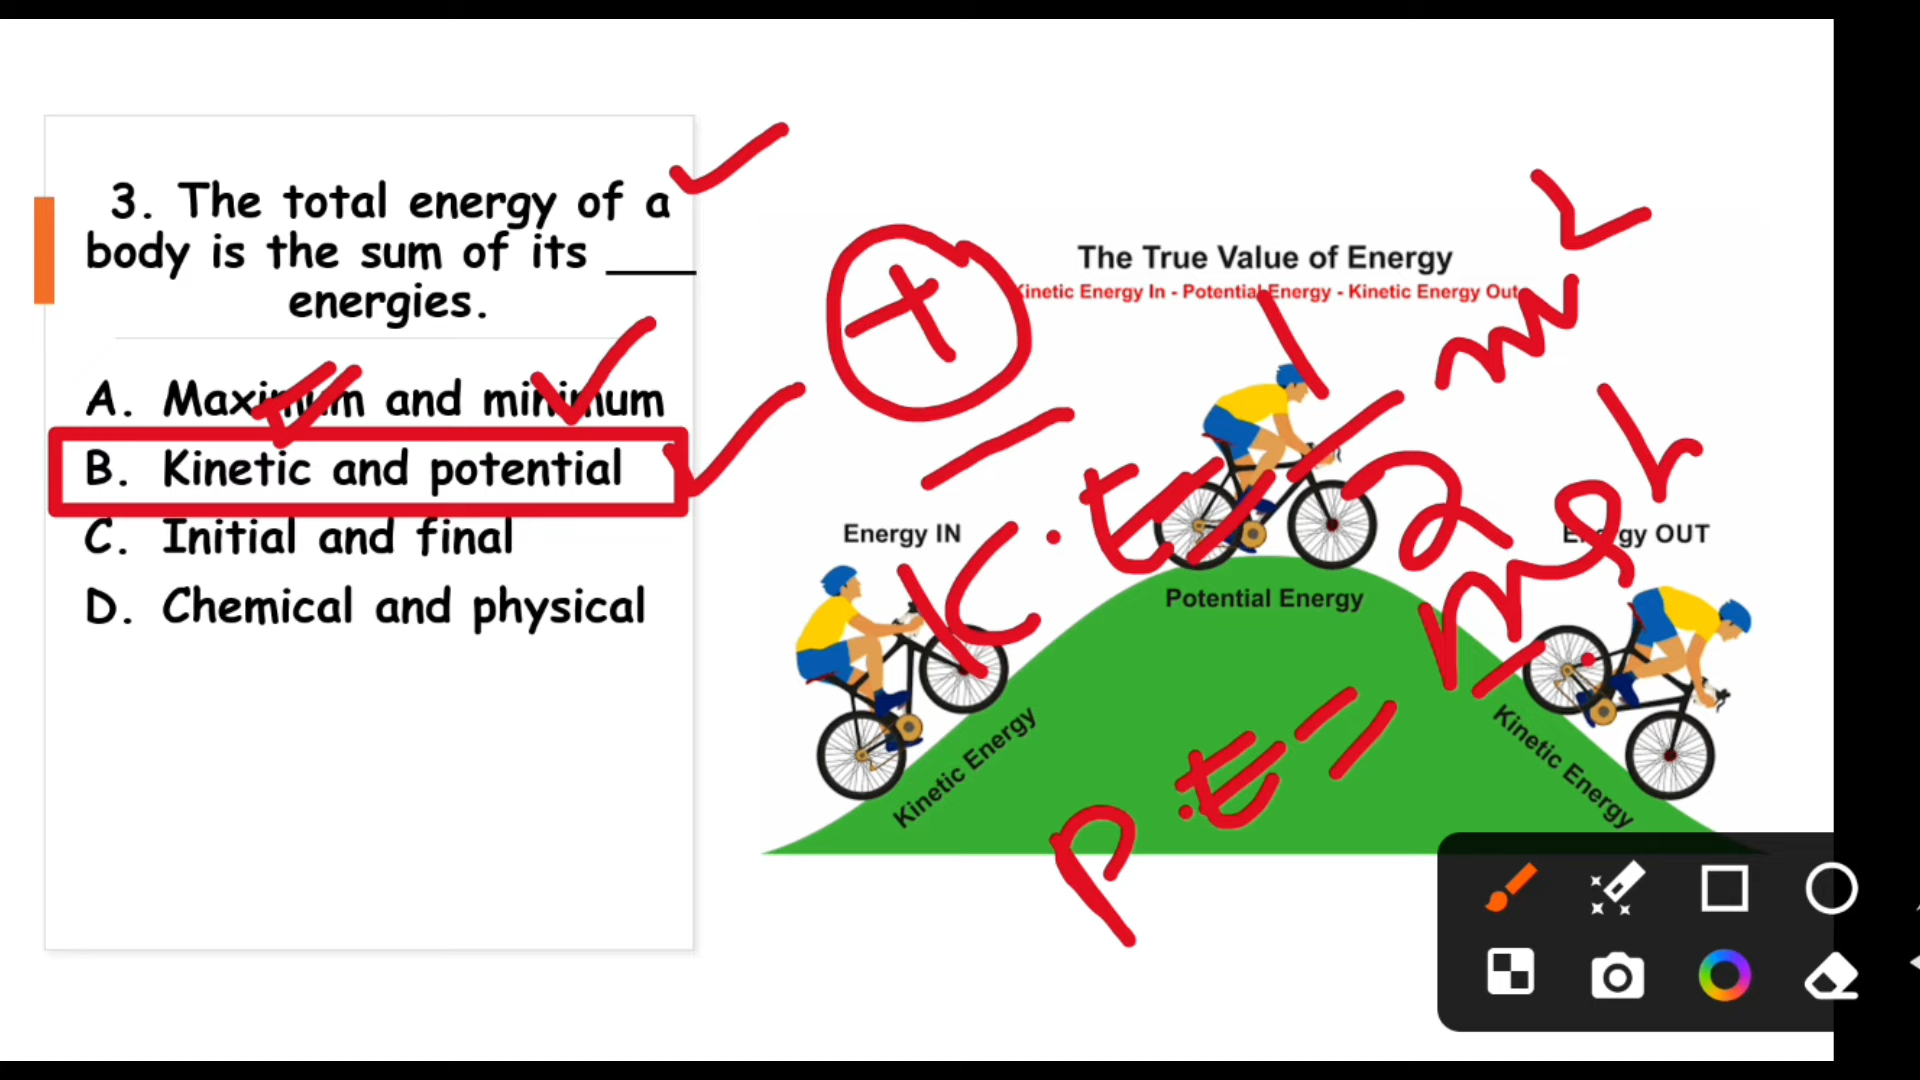 3. The total energy of a
body is the sum of its ____
energies.
A. Maximum and minimum
B. Kinetic and potential
C. Initial and final
D. Chemical and physical
The True Value of Energy
Kinetic Energy In - Potential Energy - Kinetic Energy Out
Energy IN
Energy OUT
Potential Energy
Kinetic Energy
Kinetic Energy
+
K.E = 1/2 mv
P.E =